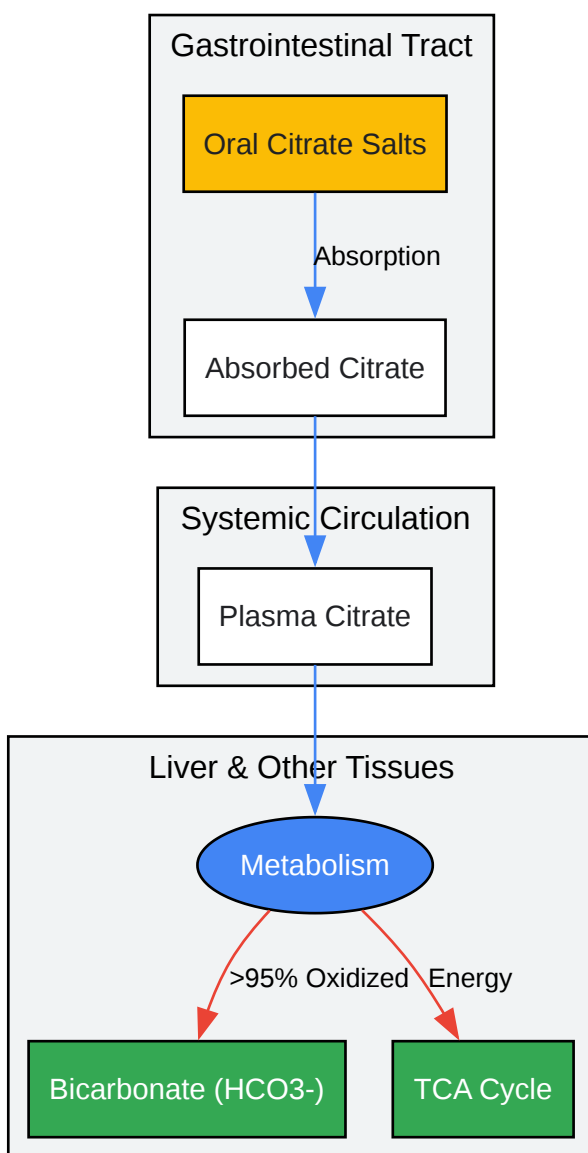 Gastrointestinal Tract
Oral Citrate Salts
Absorption
Absorbed Citrate
Systemic Circulation
Plasma Citrate
Liver & Other Tissues
Metabolism
>95% Oxidized
Energy
Bicarbonate (HCO3-)
TCA Cycle